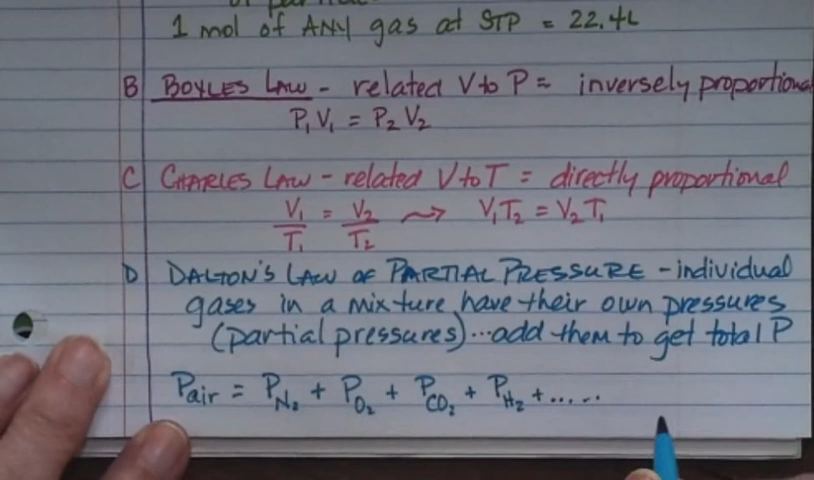 1 mol of ANY gas at STP = 22.4L
B BOYLES LAW - related V to P = inversely proportional
P₁V₁ = P₂V₂
C CHARLES LAW - related V to T = directly proportional
V₁/T₁ = V₂/T₂ ⇝ V₁T₂ = V₂T₁
D DALTON'S LAW OF PARTIAL PRESSURE - individual
gases in a mixture have their own pressures
(partial pressures)...add them to get total P
Pair = PN₂ + PO₂ + PCO₂ + PH₂ + .....